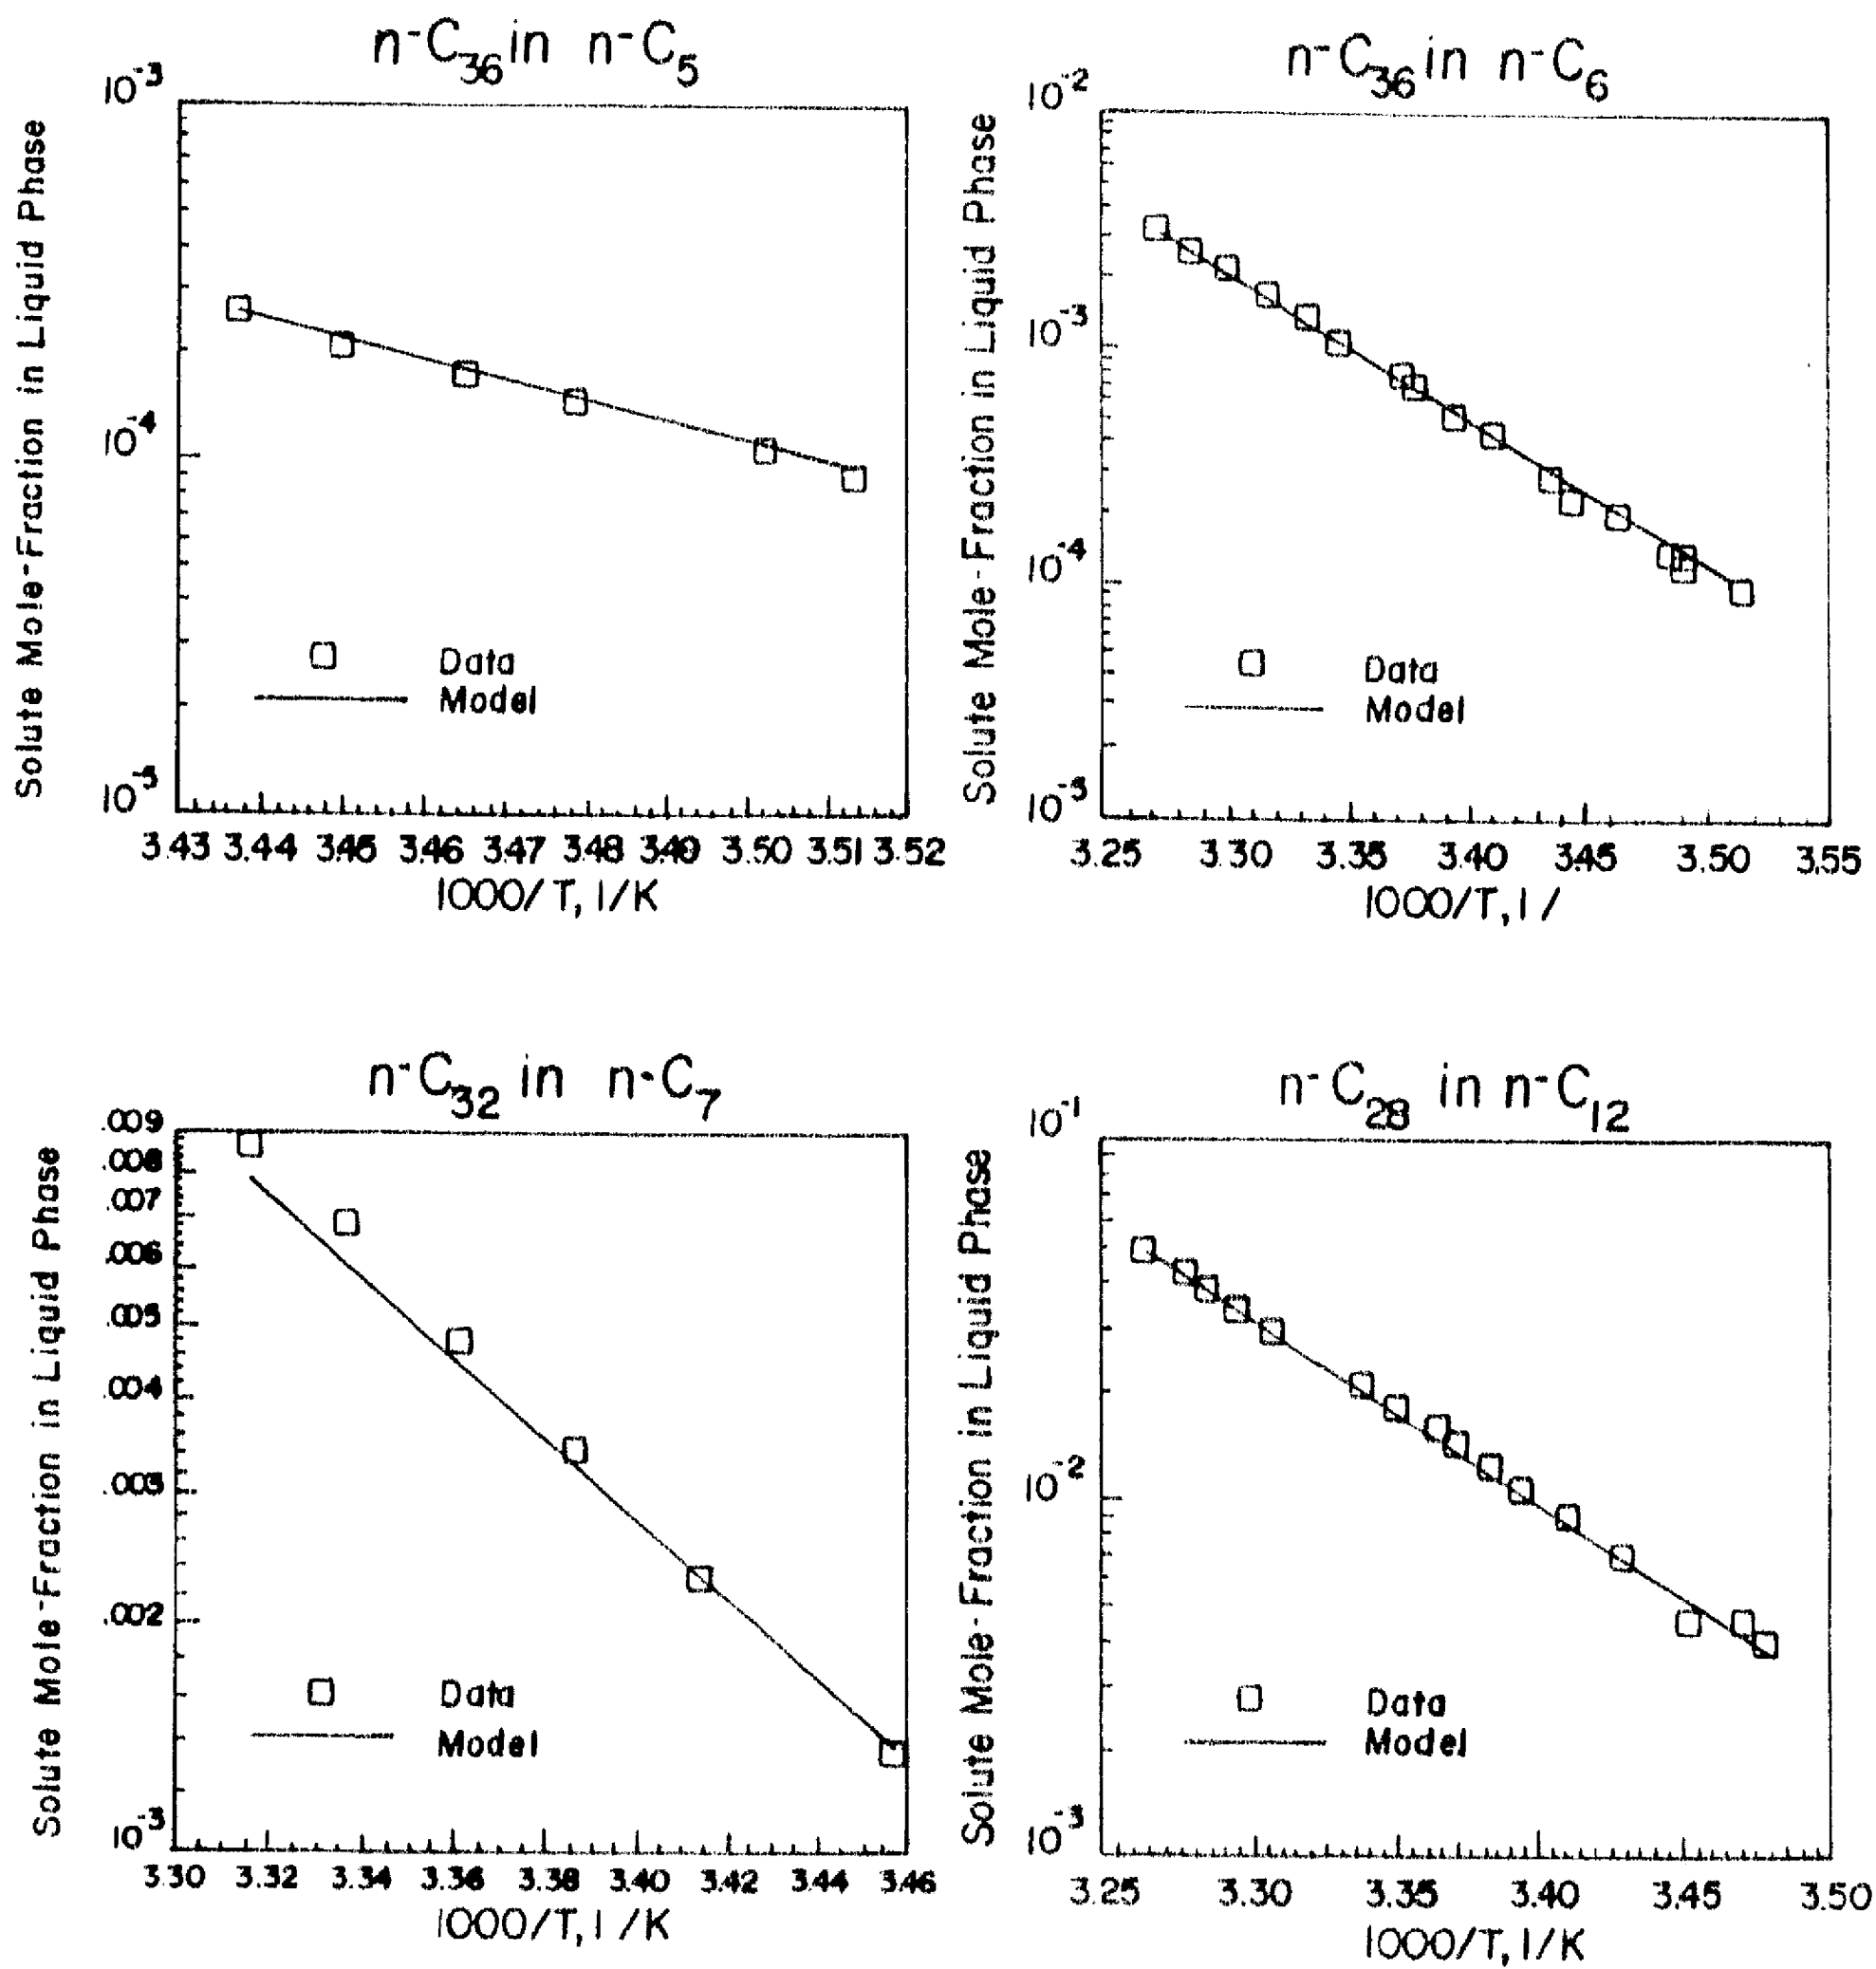 n-C36 in n-C5
Solute Mole-Fraction in Liquid Phase
10-3
10-4
10-5
Data
Model
3.43 3.44 3.45 3.46 3.47 3.48 3.49 3.50 3.51 3.52
1000/T, 1/K
n-C36 in n-C6
Solute Mole-Fraction in Liquid Phase
10-2
10-3
10-4
10-5
Data
Model
3.25 3.30 3.35 3.40 3.45 3.50 3.55
1000/T, 1/
n-C32 in n-C7
Solute Mole-Fraction in Liquid Phase
.009
.008
.007
.006
.005
.004
.003
.002
10-3
Data
Model
3.30 3.32 3.34 3.36 3.38 3.40 3.42 3.44 3.46
1000/T, 1/K
n-C28 in n-C12
Solute Mole-Fraction in Liquid Phase
10-1
10-2
10-3
Data
Model
3.25 3.30 3.35 3.40 3.45 3.50
1000/T, 1/K